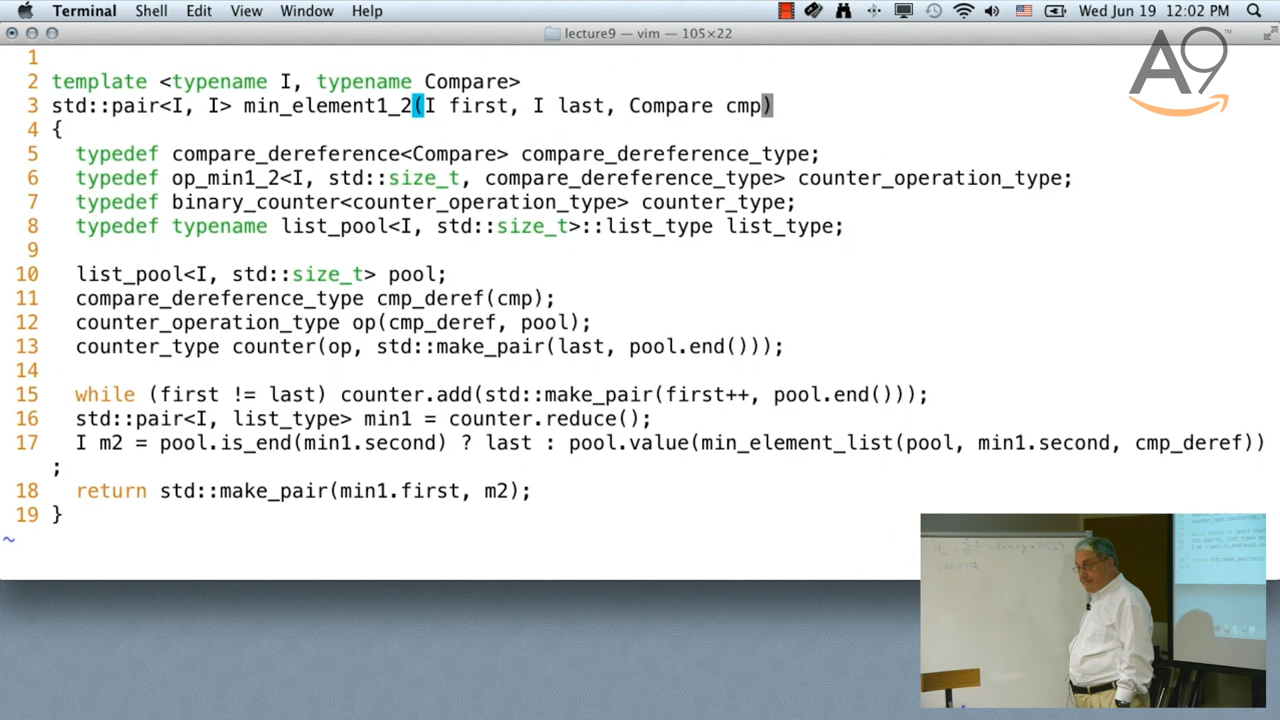 Terminal Shell Edit View Window Help Wed Jun 19 12:02 PM
lecture9 — vim — 105×22
A9™
1
2 template <typename I, typename Compare>
3 std::pair<I, I> min_element1_2(I first, I last, Compare cmp)
4 {
5 typedef compare_dereference<Compare> compare_dereference_type;
6 typedef op_min1_2<I, std::size_t, compare_dereference_type> counter_operation_type;
7 typedef binary_counter<counter_operation_type> counter_type;
8 typedef typename list_pool<I, std::size_t>::list_type list_type;
9
10 list_pool<I, std::size_t> pool;
11 compare_dereference_type cmp_deref(cmp);
12 counter_operation_type op(cmp_deref, pool);
13 counter_type counter(op, std::make_pair(last, pool.end()));
14
15 while (first != last) counter.add(std::make_pair(first++, pool.end()));
16 std::pair<I, list_type> min1 = counter.reduce();
17 I m2 = pool.is_end(min1.second) ? last : pool.value(min_element_list(pool, min1.second, cmp_deref))
;
18 return std::make_pair(min1.first, m2);
19 }
~